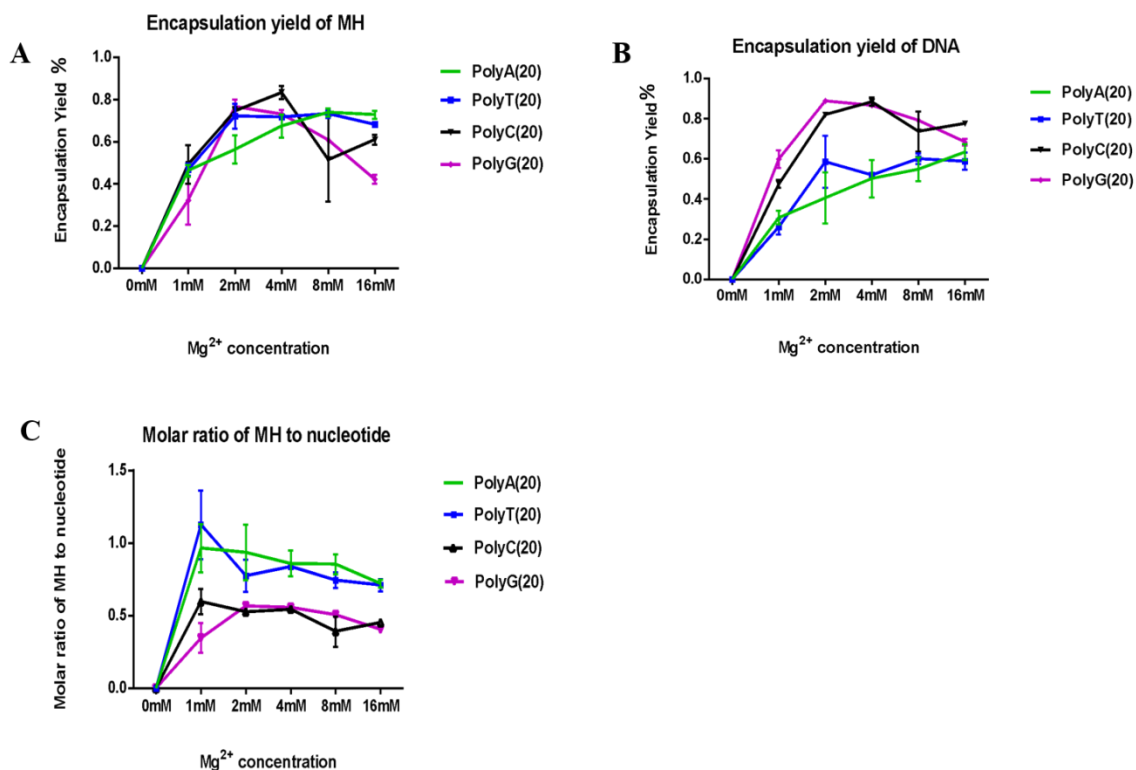 A
Encapsulation yield of MH
Encapsulation Yield %
0.0
0.2
0.4
0.6
0.8
1.0
0mM
1mM
2mM
4mM
8mM
16mM
Mg2+ concentration
PolyA(20)
PolyT(20)
PolyC(20)
PolyG(20)
B
Encapsulation yield of DNA
Encapsulation Yield%
0.0
0.2
0.4
0.6
0.8
1.0
0mM
1mM
2mM
4mM
8mM
16mM
Mg2+ concentration
PolyA(20)
PolyT(20)
PolyC(20)
PolyG(20)
C
Molar ratio of MH to nucleotide
Molar ratio of MH to nucleotide
0.0
0.5
1.0
1.5
0mM
1mM
2mM
4mM
8mM
16mM
Mg2+ concentration
PolyA(20)
PolyT(20)
PolyC(20)
PolyG(20)